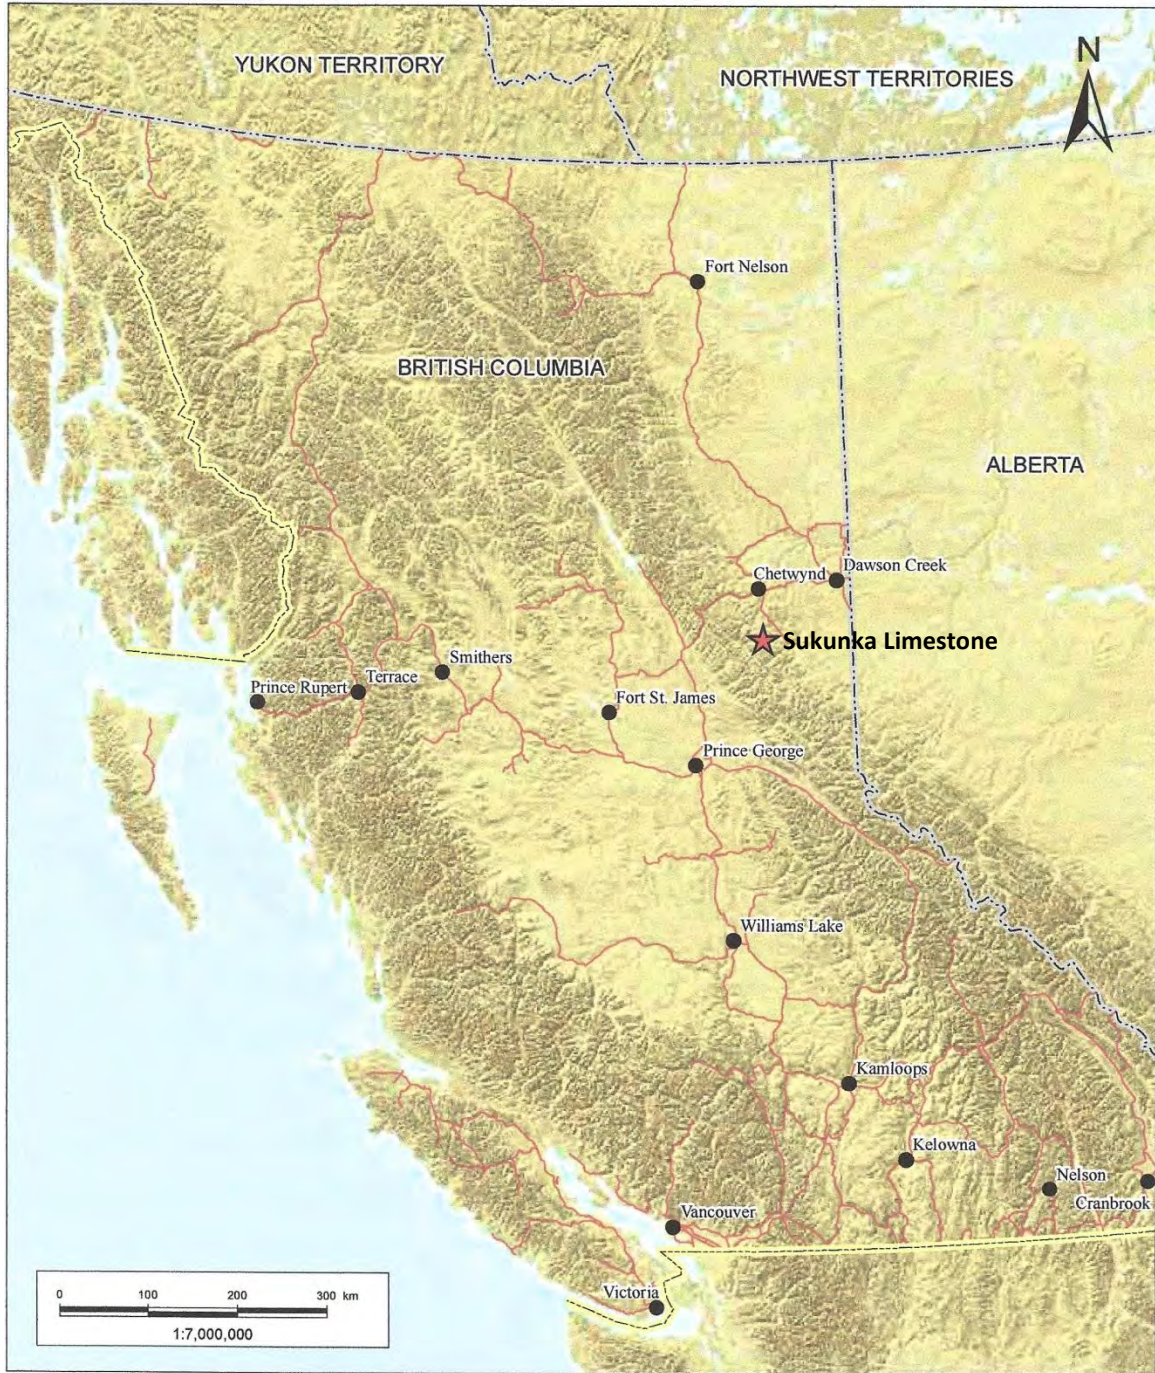 YUKON TERRITORY
NORTHWEST TERRITORIES
N
Fort Nelson
BRITISH COLUMBIA
ALBERTA
Dawson Creek
Chetwynd
Sukunka Limestone
Smithers
Terrace
Prince Rupert
Fort St. James
Prince George
Williams Lake
Kamloops
Kelowna
Nelson
Cranbrook
Vancouver
Victoria
0 100 200 300 km
1:7,000,000